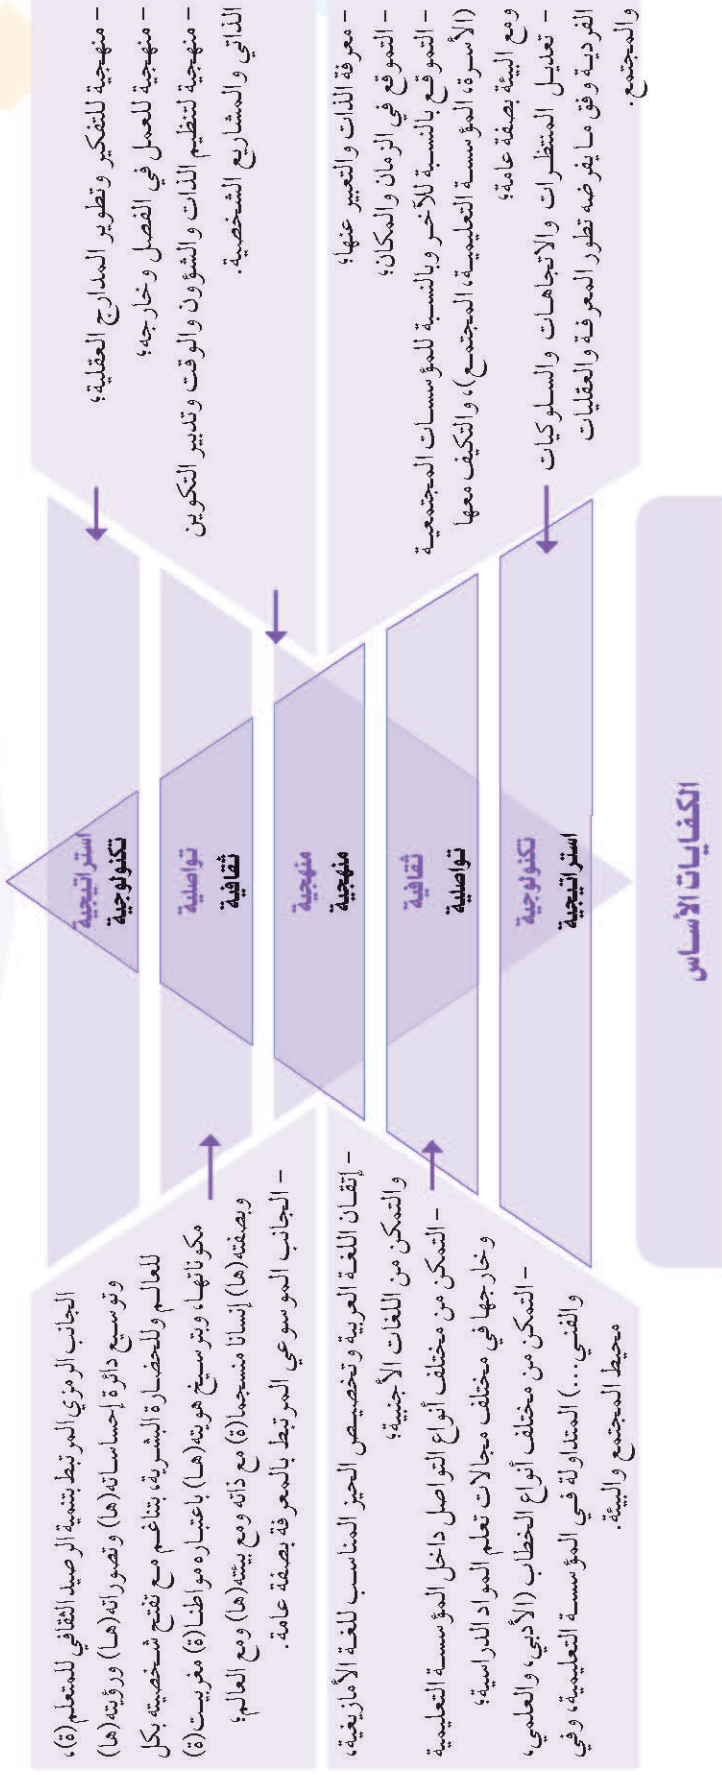 الجانب الرمزي المرتبط بتنمية الرصيد الثقافي للمتعلم(ة)،
وتوسيع دائرة إحساساته(ها) وتصوراته(ها) ورؤيته(ها)
للعالم وللحضارة البشرية، بتناغم مع تفتح شخصيته بكل
مكوناتها، وبترسيخ هويته(ها) باعتباره مواطنا(ة) مغربيت(ة)
وبصفته(ها) إنسانا منسجما(ة) مع ذاته ومع بيئته(ها) ومع العالم؛
- الجانب الموسوعي المرتبط بالمعرفة بصفة عامة.
- إتقان اللغة العربية وتخصيص الحيز المناسب للغة الأمازيغية،
والتمكن من اللغات الأجنبية؛
- التمكن من مختلف أنواع التواصل داخل المؤسسة التعليمية
وخارجها في مختلف مجالات تعلم المواد الدراسية؛
- التمكن من مختلف أنواع الخطاب (الأدبي، والعلمي،
والفني...) المتداولة في المؤسسة التعليمية، وفي
محيط المجتمع والبيئة.
استراتيجية
تكنولوجية
تواصلية
ثقافية
منهجية
منهجية
ثقافية
تواصلية
تكنولوجية
استراتيجية
- منهجية للتفكير وتطوير المدارج العقلية؛
- منهجية للعمل في الفصل وخارجه؛
- منهجية لتنظيم الذات والشؤون والوقت وتدبير التكوين
الذاتي والمشاريع الشخصية.
- معرفة الذات والتعبير عنها؛
- التموقع في الزمان والمكان؛
- التموقع بالنسبة للآخر وبالنسبة للمؤسسات المجتمعية
(الأسرة، المؤسسة التعليمية، المجتمع)، والتكيف معها
ومع البيئة بصفة عامة؛
- تعديل المنتظرات والاتجاهات والسلوكيات
الفردية وفق ما يفرضه تطور المعرفة والعقليات
والمجتمع.
الكفايات الأساس